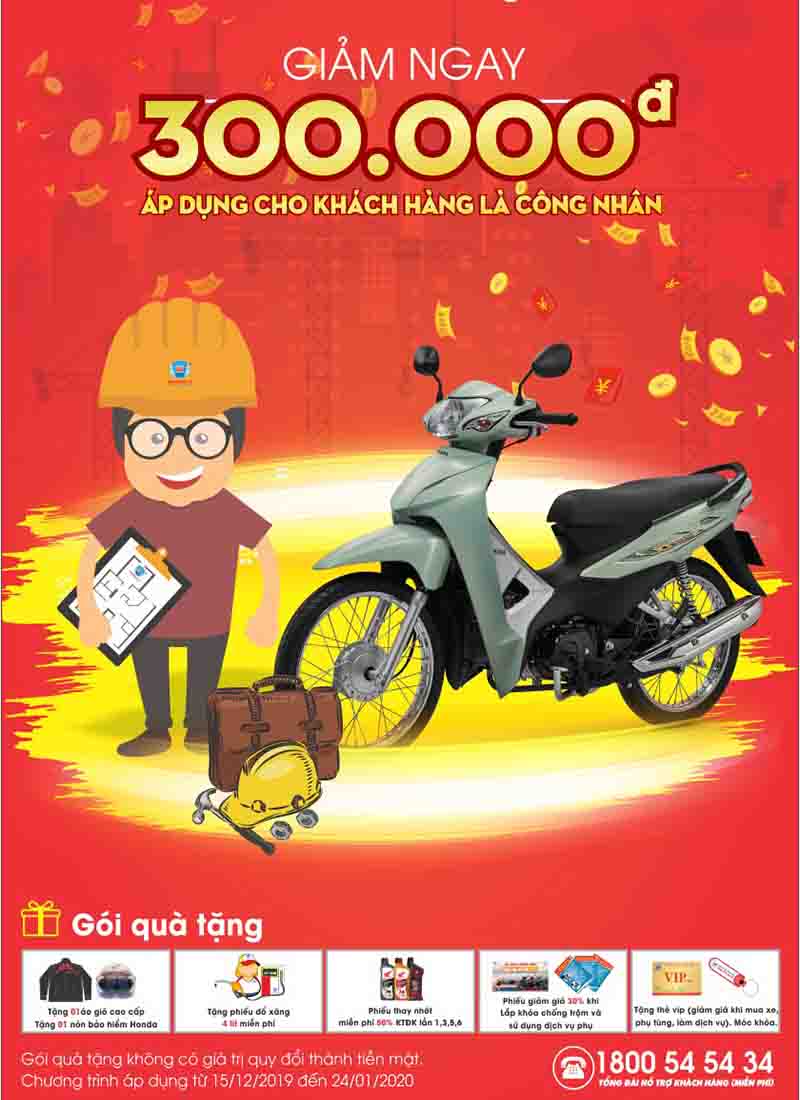 GIẢM NGAY
300.000đ
ÁP DỤNG CHO KHÁCH HÀNG LÀ CÔNG NHÂN
Gói quà tặng
Tặng 01 áo gió cao cấp
Tặng 01 nón bảo hiểm Honda
Tặng phiếu đổ xăng
4 lít miễn phí
Phiếu thay nhớt
miễn phí 50% KTĐK lần 1,3,5,6
Phiếu giảm giá 30% khi
Lắp khóa chống trộm và
sử dụng dịch vụ phụ
VIP
Tặng thẻ vip (giảm giá khi mua xe,
phụ tùng, làm dịch vụ). Móc khóa.
Gói quà tặng không có giá trị quy đổi thành tiền mặt.
Chương trình áp dụng từ 15/12/2019 đến 24/01/2020
1800 54 54 34
TỔNG ĐÀI HỖ TRỢ KHÁCH HÀNG (MIỄN PHÍ)